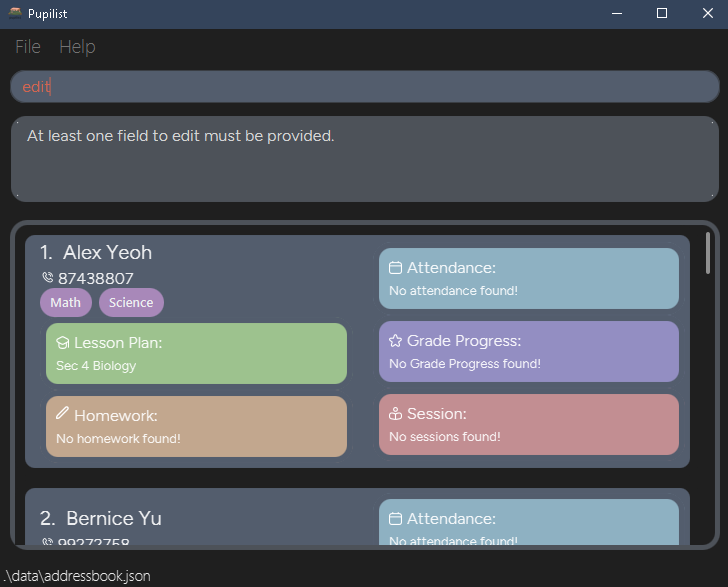 Pupilist
File Help
edit
At least one field to edit must be provided.
1. Alex Yeoh
87438807
Math Science
Lesson Plan:
Sec 4 Biology
Homework:
No homework found!
Attendance:
No attendance found!
Grade Progress:
No Grade Progress found!
Session:
No sessions found!
2. Bernice Yu
99272758
Attendance:
No attendance found!
.\data\addressbook.json